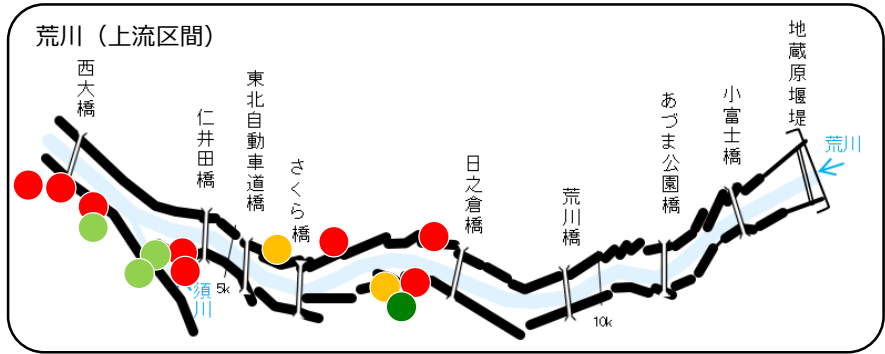 荒川（上流区間）
西大橋
仁井田橋
東北自動車道橋
さくら橋
日之倉橋
荒川橋
あづま公園橋
小富士橋
地蔵原堰堤
荒川
須川
5k
10k